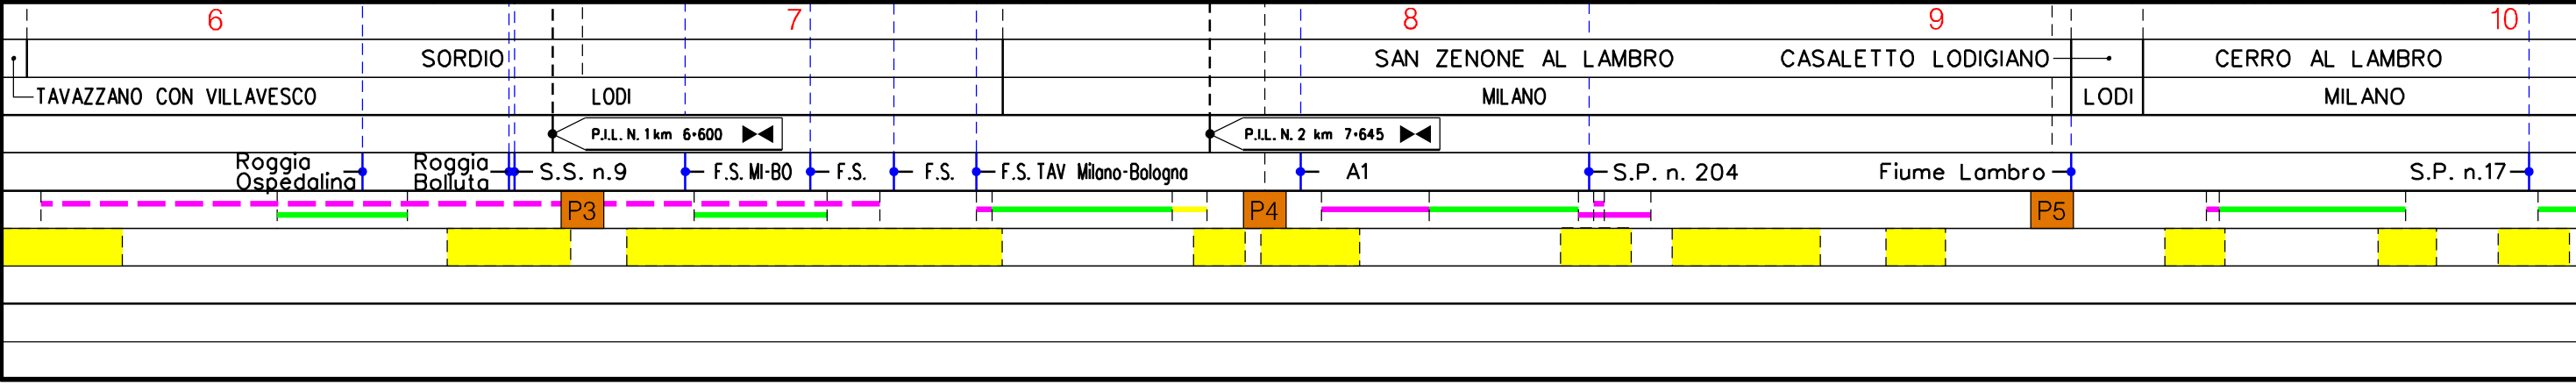 6 7 8 9 10
SORDIO SAN ZENONE AL LAMBRO CASALETTO LODIGIANO CERRO AL LAMBRO
TAVAZZANO CON VILLAVESCO LODI MILANO LODI MILANO
P.I.L. N. 1 km 6+600 P.I.L. N. 2 km 7+645
Roggia Ospedalina Roggia Bolluta S.S. n.9 F.S. MI-BO F.S. F.S. F.S. TAV Milano-Bologna A1 S.P. n. 204 Fiume Lambro S.P. n.17
P3 P4 P5